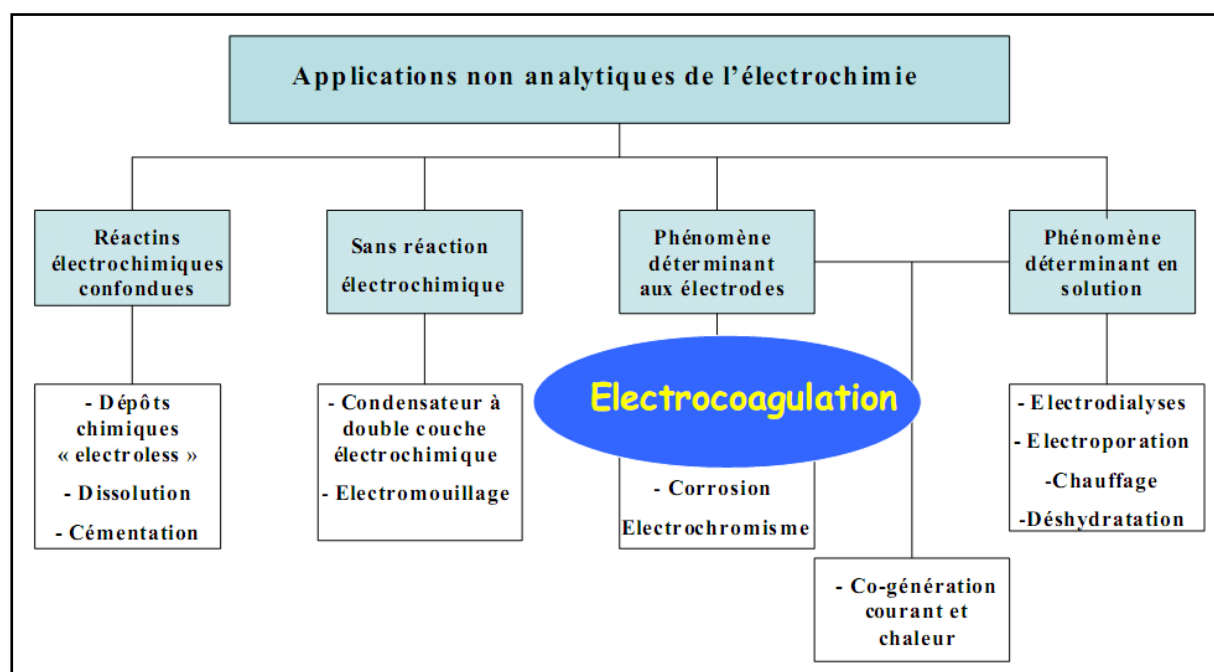 Applications non analytiques de l’électrochimie
Réactins
électrochimiques
confondues
Sans réaction
électrochimique
Phénomène
déterminant
aux électrodes
Phénomène
déterminant en
solution
- Dépôts
chimiques
« electroless »
- Dissolution
- Cémentation
- Condensateur à
double couche
électrochimique
- Electromouillage
Electrocoagulation
- Corrosion
Electrochromisme
- Electrodialyses
- Electroporation
-Chauffage
-Déshydratation
- Co-génération
courant et
chaleur